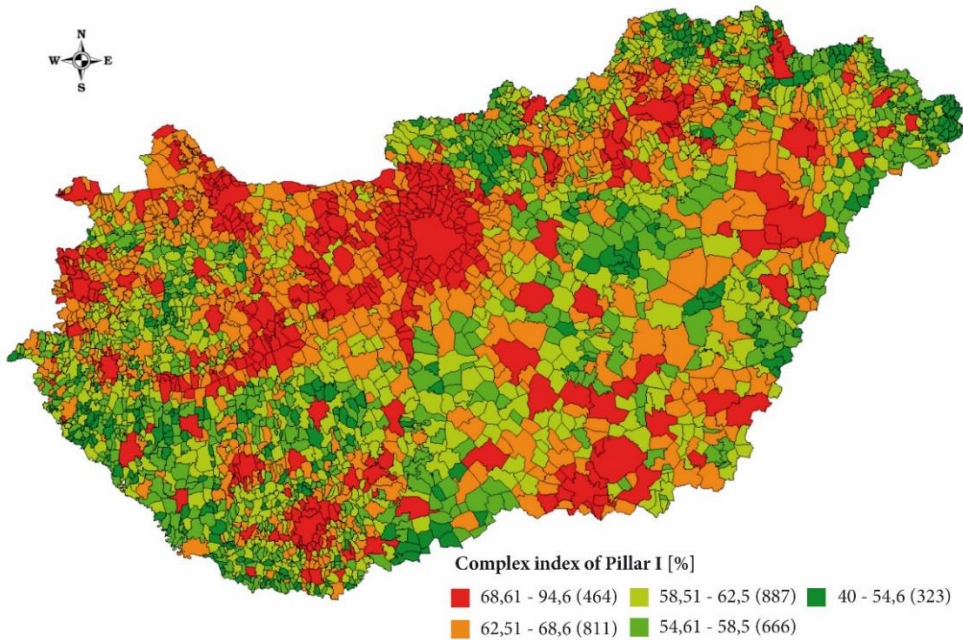 N
W E
S
Complex index of Pillar I [%]
68,61 - 94,6 (464) 58,51 - 62,5 (887) 40 - 54,6 (323)
62,51 - 68,6 (811) 54,61 - 58,5 (666)